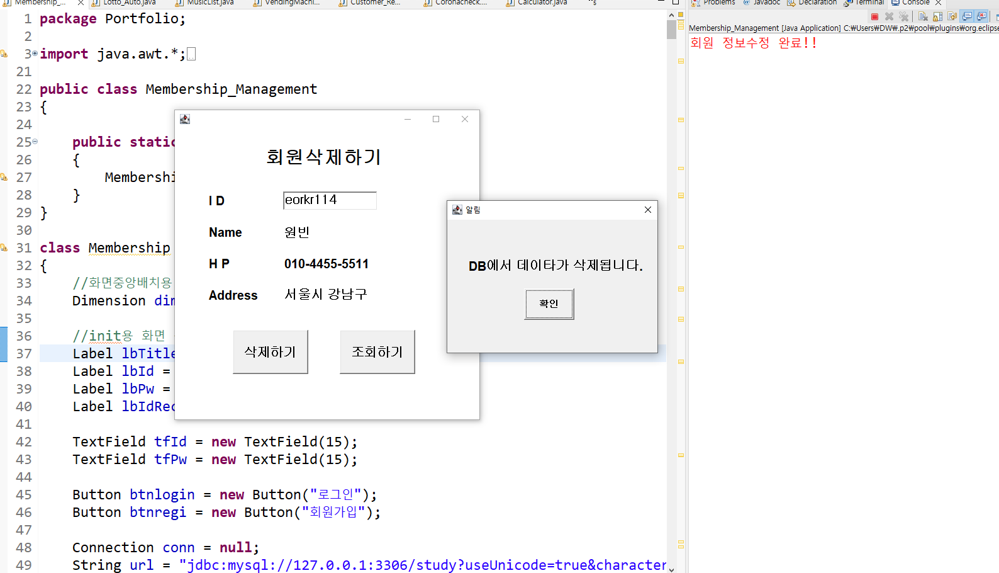 Membership_... Lotto_Auto.java MusicList.java VendingMachi... Customer_Re... Coronacheck.... Calculator.java "5
Problems @ Javadoc Declaration Terminal Console
Membership_Management [Java Application] C:₩Users₩DW₩.p2₩pool₩plugins₩org.eclipse
회원 정보수정 완료!!
1 package Portfolio;
2
3 import java.awt.*;
21
22 public class Membership_Management
23 {
24
25 public static
26 {
27 Membershi
28 }
29 }
30
31 class Membership
32 {
33 //화면중앙배치용
34 Dimension dim
35
36 //init용 화면
37 Label lbTitle
38 Label lbId =
39 Label lbPw =
40 Label lbIdRec
41
42 TextField tfId = new TextField(15);
43 TextField tfPw = new TextField(15);
44
45 Button btnlogin = new Button("로그인");
46 Button btnregi = new Button("회원가입");
47
48 Connection conn = null;
49 String url = "jdbc:mysql://127.0.0.1:3306/study?useUnicode=true&character
회원삭제하기
I D eorkr114
Name 원빈
H P 010-4455-5511
Address 서울시 강남구
삭제하기 조회하기
알림
DB에서 데이타가 삭제됩니다.
확인